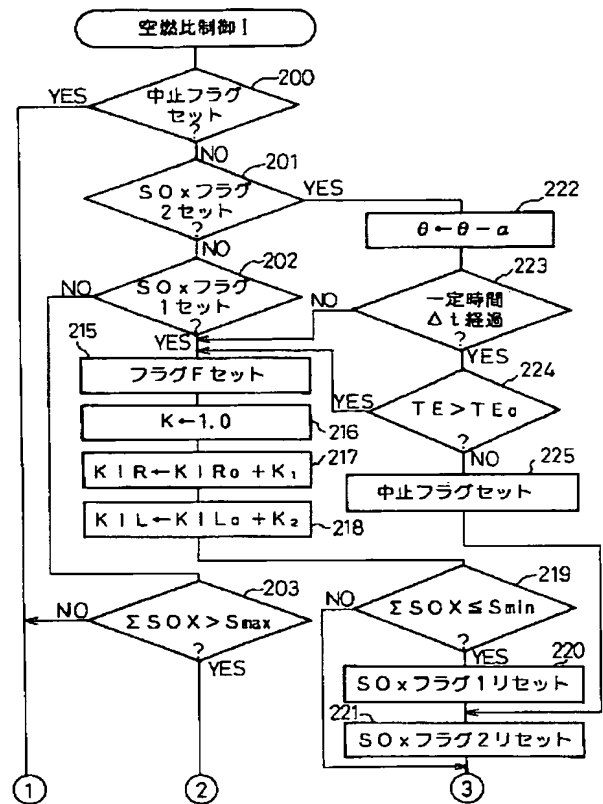 空燃比制御 I
200
YES
中止フラグ
セット
?
NO
201
SOxフラグ
2セット
?
YES
222
θ←θ-α
NO
202
SOxフラグ
1セット
?
NO
223
一定時間
Δt経過
?
NO
YES
YES
215
フラグFセット
224
TE>TEo
?
YES
NO
K←1.0
216
217
KIR←KIRo+K₁
225
中止フラグセット
KIL←KILo+K₂
218
203
ΣSOX>Smax
?
NO
YES
219
ΣSOX≦Smin
?
NO
YES
220
SOxフラグ1リセット
221
SOxフラグ2リセット
1
2
3